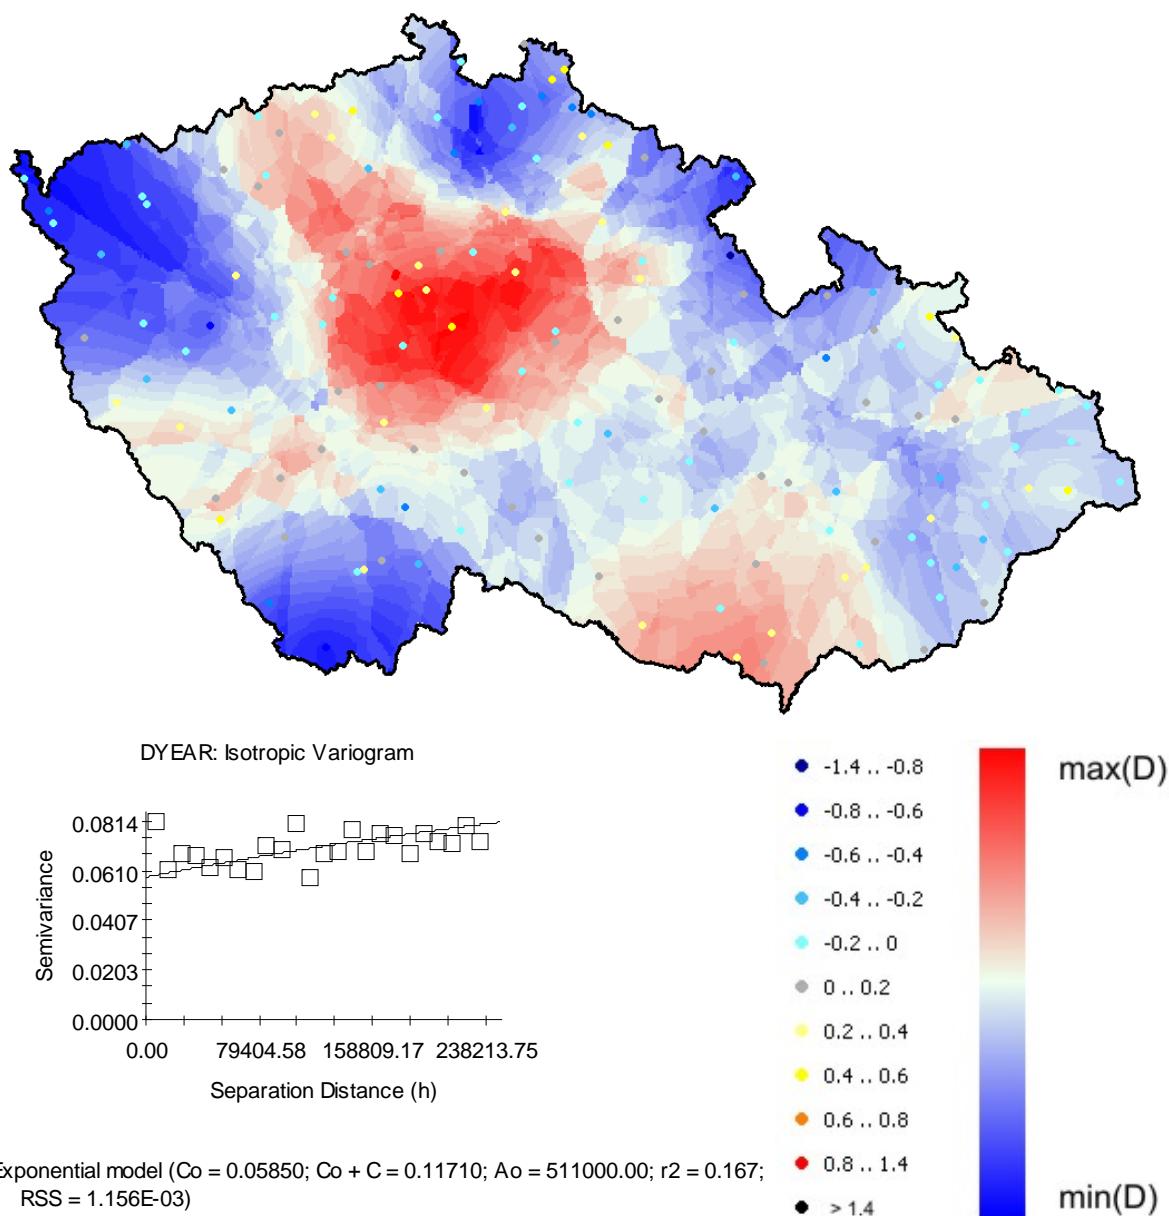 DYEAR: Isotropic Variogram
0.0814
0.0610
0.0407
0.0203
0.0000
Semivariance
0.00 79404.58 158809.17 238213.75
Separation Distance (h)
Exponential model (Co = 0.05850; Co + C = 0.11710; Ao = 511000.00; r2 = 0.167;
RSS = 1.156E-03)
-1.4 .. -0.8
-0.8 .. -0.6
-0.6 .. -0.4
-0.4 .. -0.2
-0.2 .. 0
0 .. 0.2
0.2 .. 0.4
0.4 .. 0.6
0.6 .. 0.8
0.8 .. 1.4
> 1.4
max(D)
min(D)